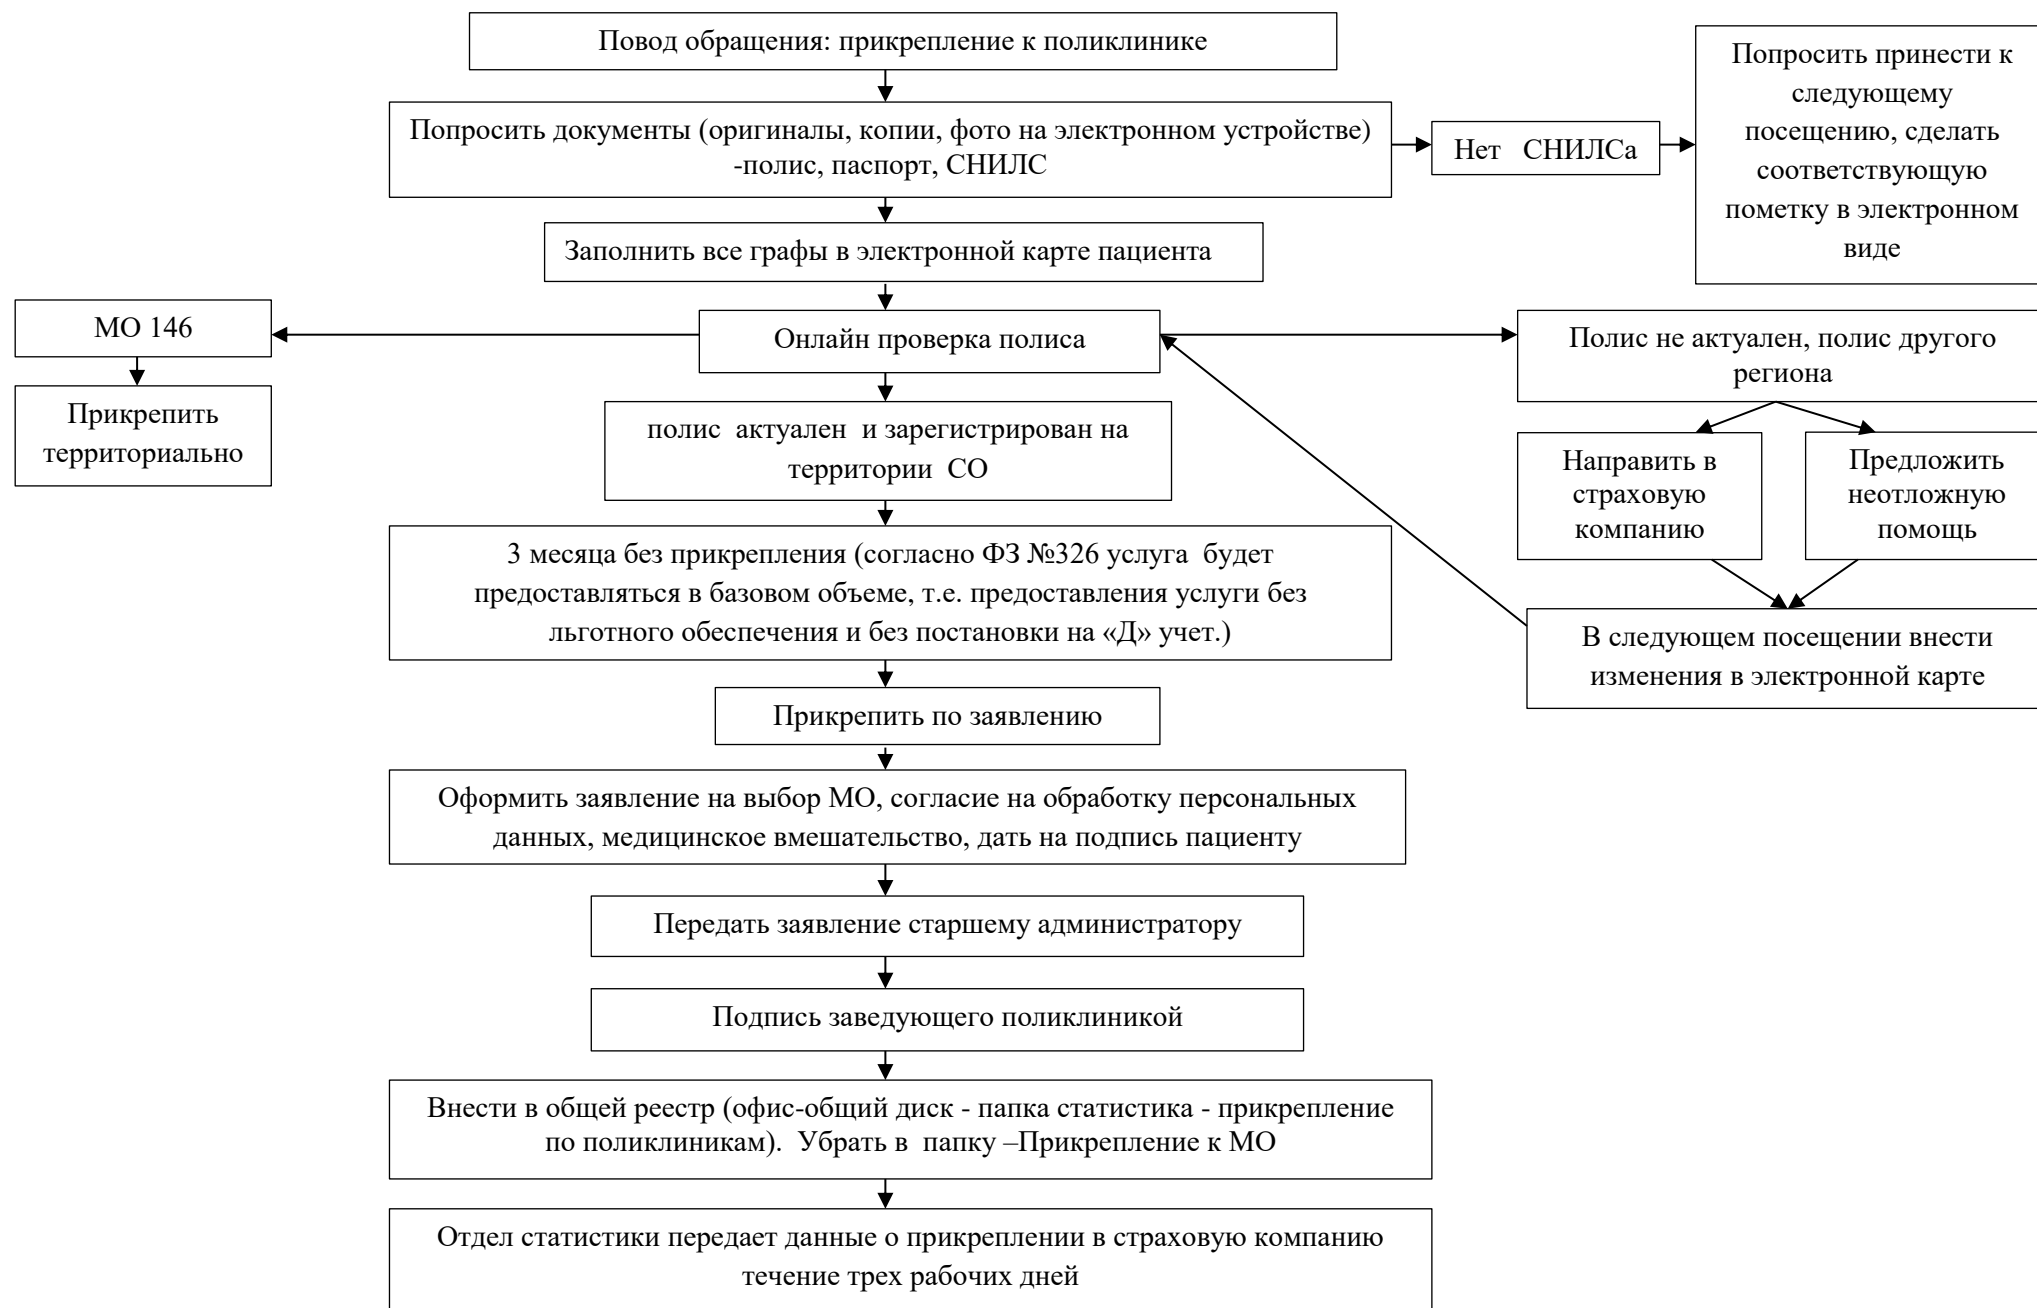 Повод обращения: прикрепление к поликлинике
Попросить документы (оригиналы, копии, фото на электронном устройстве)
-полис, паспорт, СНИЛС
Нет СНИЛСа
Попросить принести к
следующему
посещению, сделать
соответствующую
пометку в электронном
виде
Заполнить все графы в электронной карте пациента
МО 146
Прикрепить
территориально
Онлайн проверка полиса
Полис не актуален, полис другого
региона
Направить в
страховую
компанию
Предложить
неотложную
помощь
В следующем посещении внести
изменения в электронной карте
полис актуален и зарегистрирован на
территории СО
3 месяца без прикрепления (согласно ФЗ №326 услуга будет
предоставляться в базовом объеме, т.е. предоставления услуги без
льготного обеспечения и без постановки на «Д» учет.)
Прикрепить по заявлению
Оформить заявление на выбор МО, согласие на обработку персональных
данных, медицинское вмешательство, дать на подпись пациенту
Передать заявление старшему администратору
Подпись заведующего поликлиникой
Внести в общей реестр (офис-общий диск - папка статистика - прикрепление
по поликлиникам). Убрать в папку –Прикрепление к МО
Отдел статистики передает данные о прикреплении в страховую компанию
течение трех рабочих дней